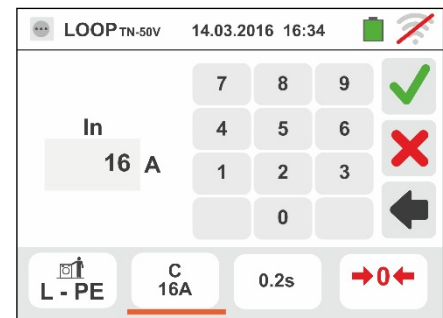 LOOP TN-50V 14.03.2016 16:34
7 8 9
In 4 5 6
16 A 1 2 3
0
L - PE C 16A 0.2s 0